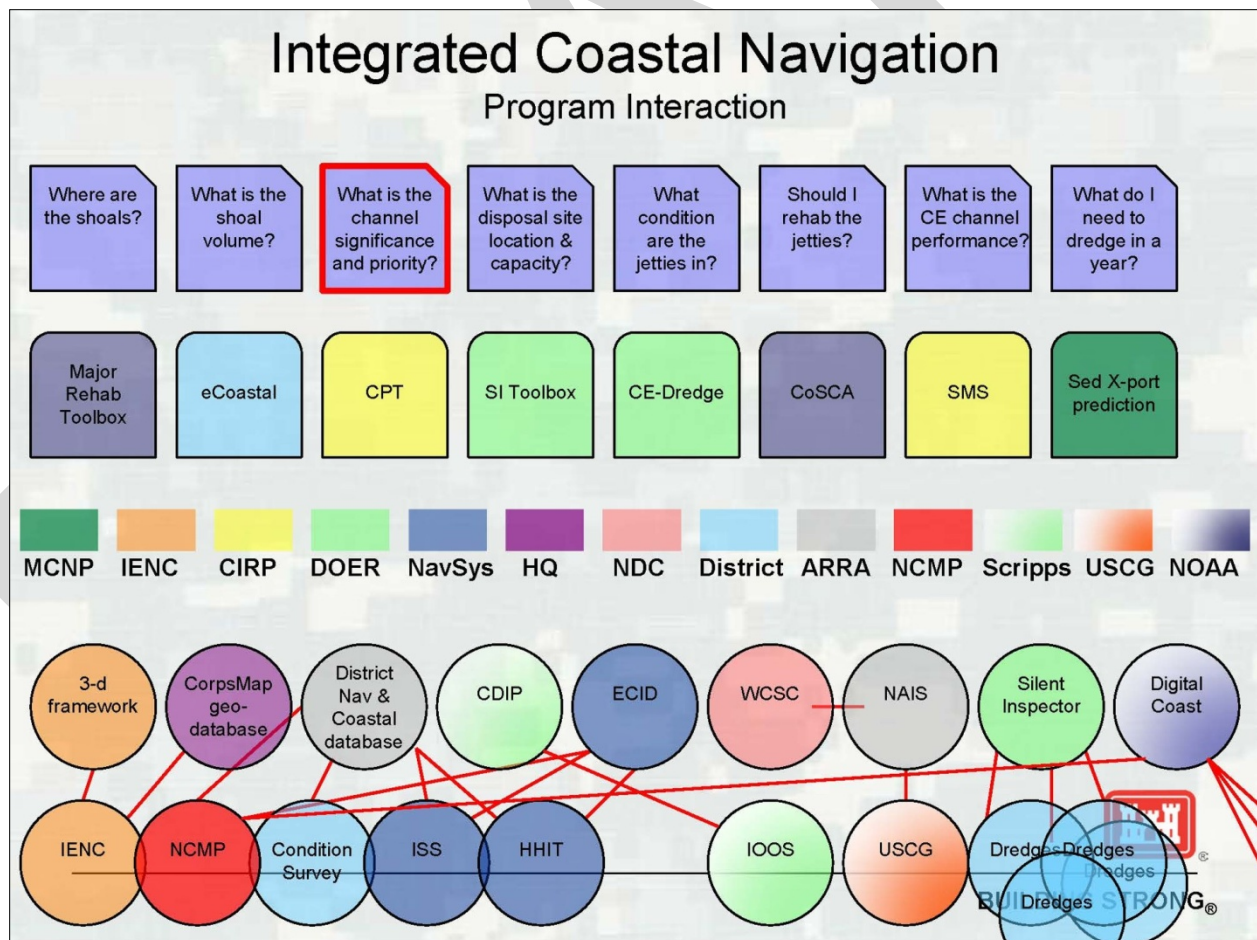 Integrated Coastal Navigation
Program Interaction
Where are
the shoals?
What is the
shoal
volume?
What is the
channel
significance
and priority?
What is the
disposal site
location &
capacity?
What
condition
are the
jetties in?
Should I
rehab the
jetties?
What is the
CE channel
performance?
What do I
need to
dredge in a
year?
Major
Rehab
Toolbox
eCoastal
CPT
SI Toolbox
CE-Dredge
CoSCA
SMS
Sed X-port
prediction
MCNP
IENC
CIRP
DOER
NavSys
HQ
NDC
District
ARRA
NCMP
Scripps
USCG
NOAA
3-d
framework
CorpsMap
geo-
database
District
Nav &
Coastal
database
CDIP
ECID
WCSC
NAIS
Silent
Inspector
Digital
Coast
IENC
NCMP
Condition
Survey
ISS
HHIT
IOOS
USCG
Dredges
Dredges
Dredges
Dredges
®
BUILDING STRONG®